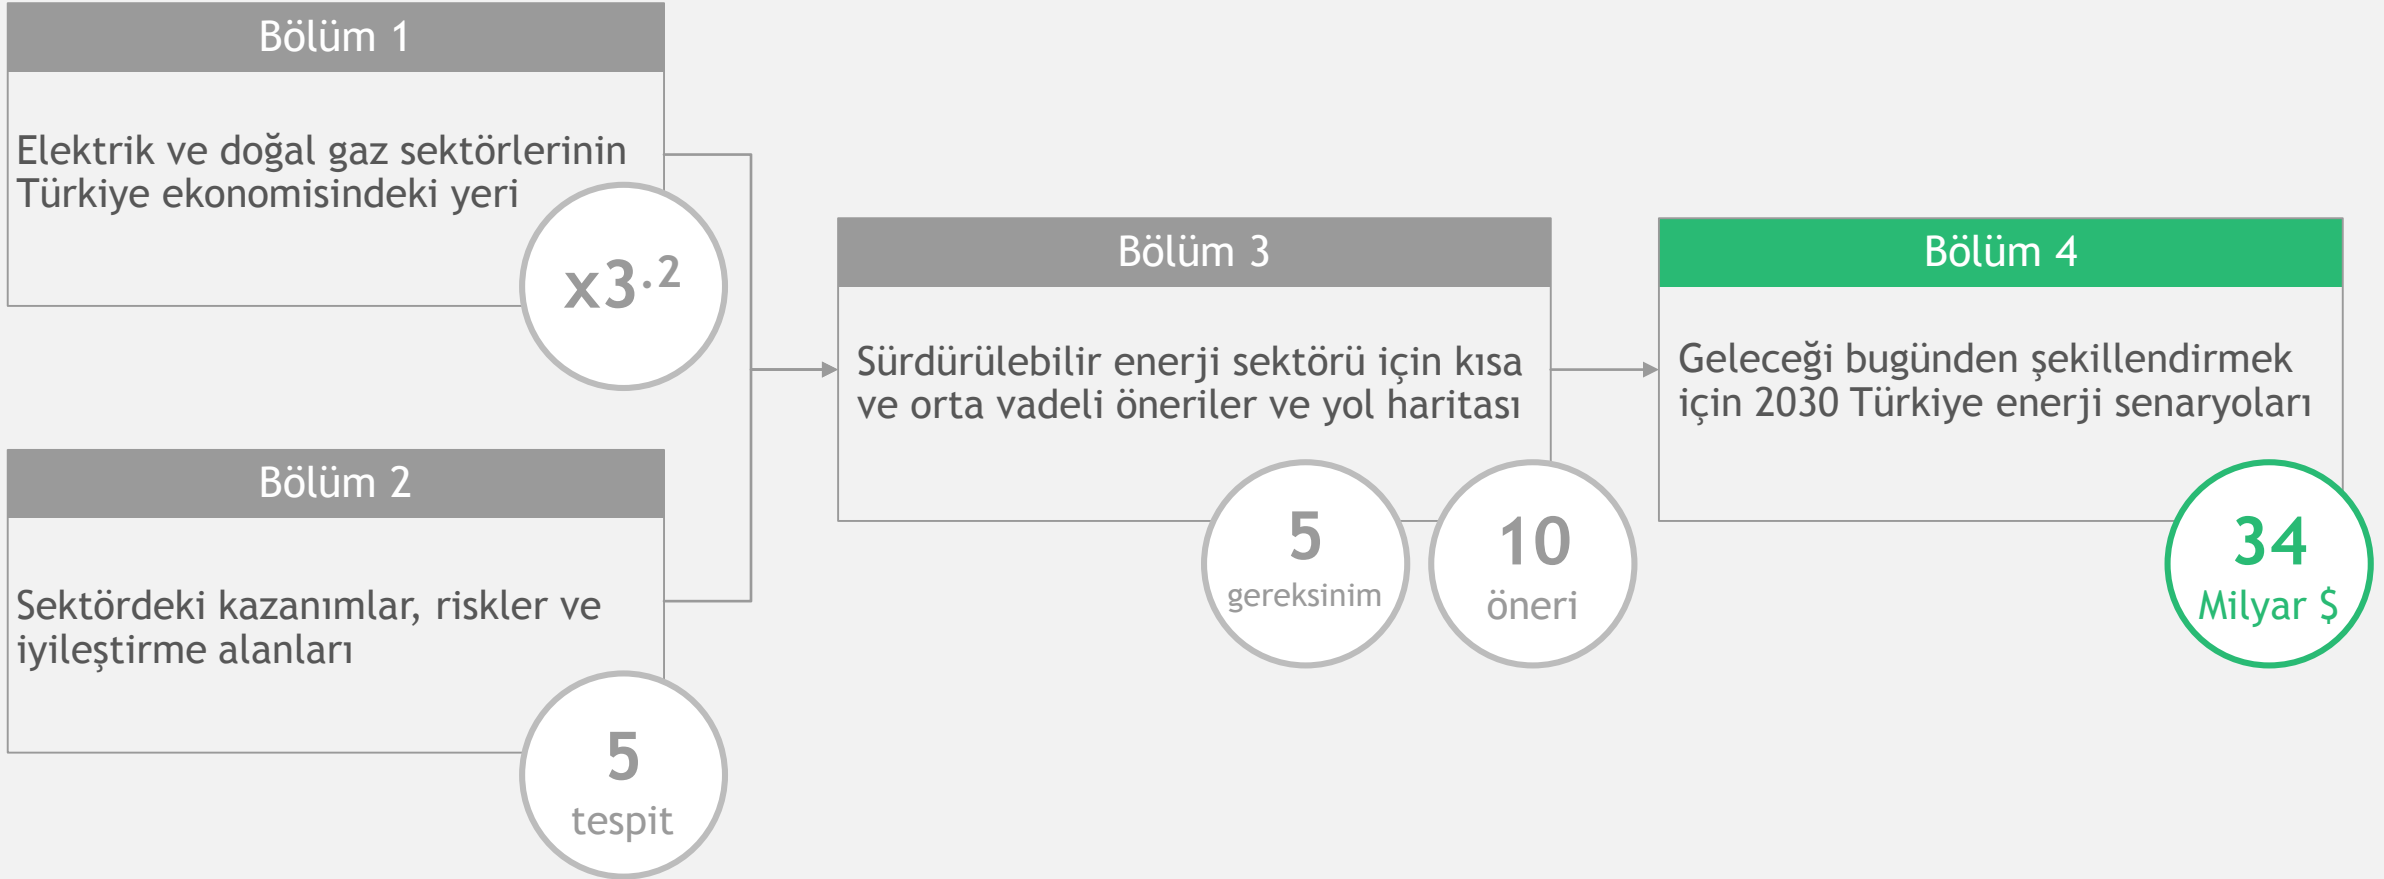 Bölüm 1
Elektrik ve doğal gaz sektörlerinin
Türkiye ekonomisindeki yeri
x3.2
Bölüm 2
Sektördeki kazanımlar, riskler ve
iyileştirme alanları
5
tespit
Bölüm 3
Sürdürülebilir enerji sektörü için kısa
ve orta vadeli öneriler ve yol haritası
5
gereksinim
10
öneri
Bölüm 4
Geleceği bugünden şekillendirmek
için 2030 Türkiye enerji senaryoları
34
Milyar $